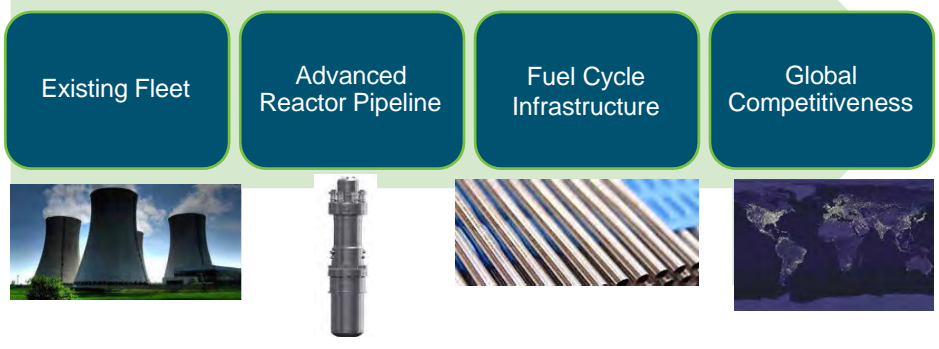 Existing Fleet
Advanced
Reactor Pipeline
Fuel Cycle
Infrastructure
Global
Competitiveness